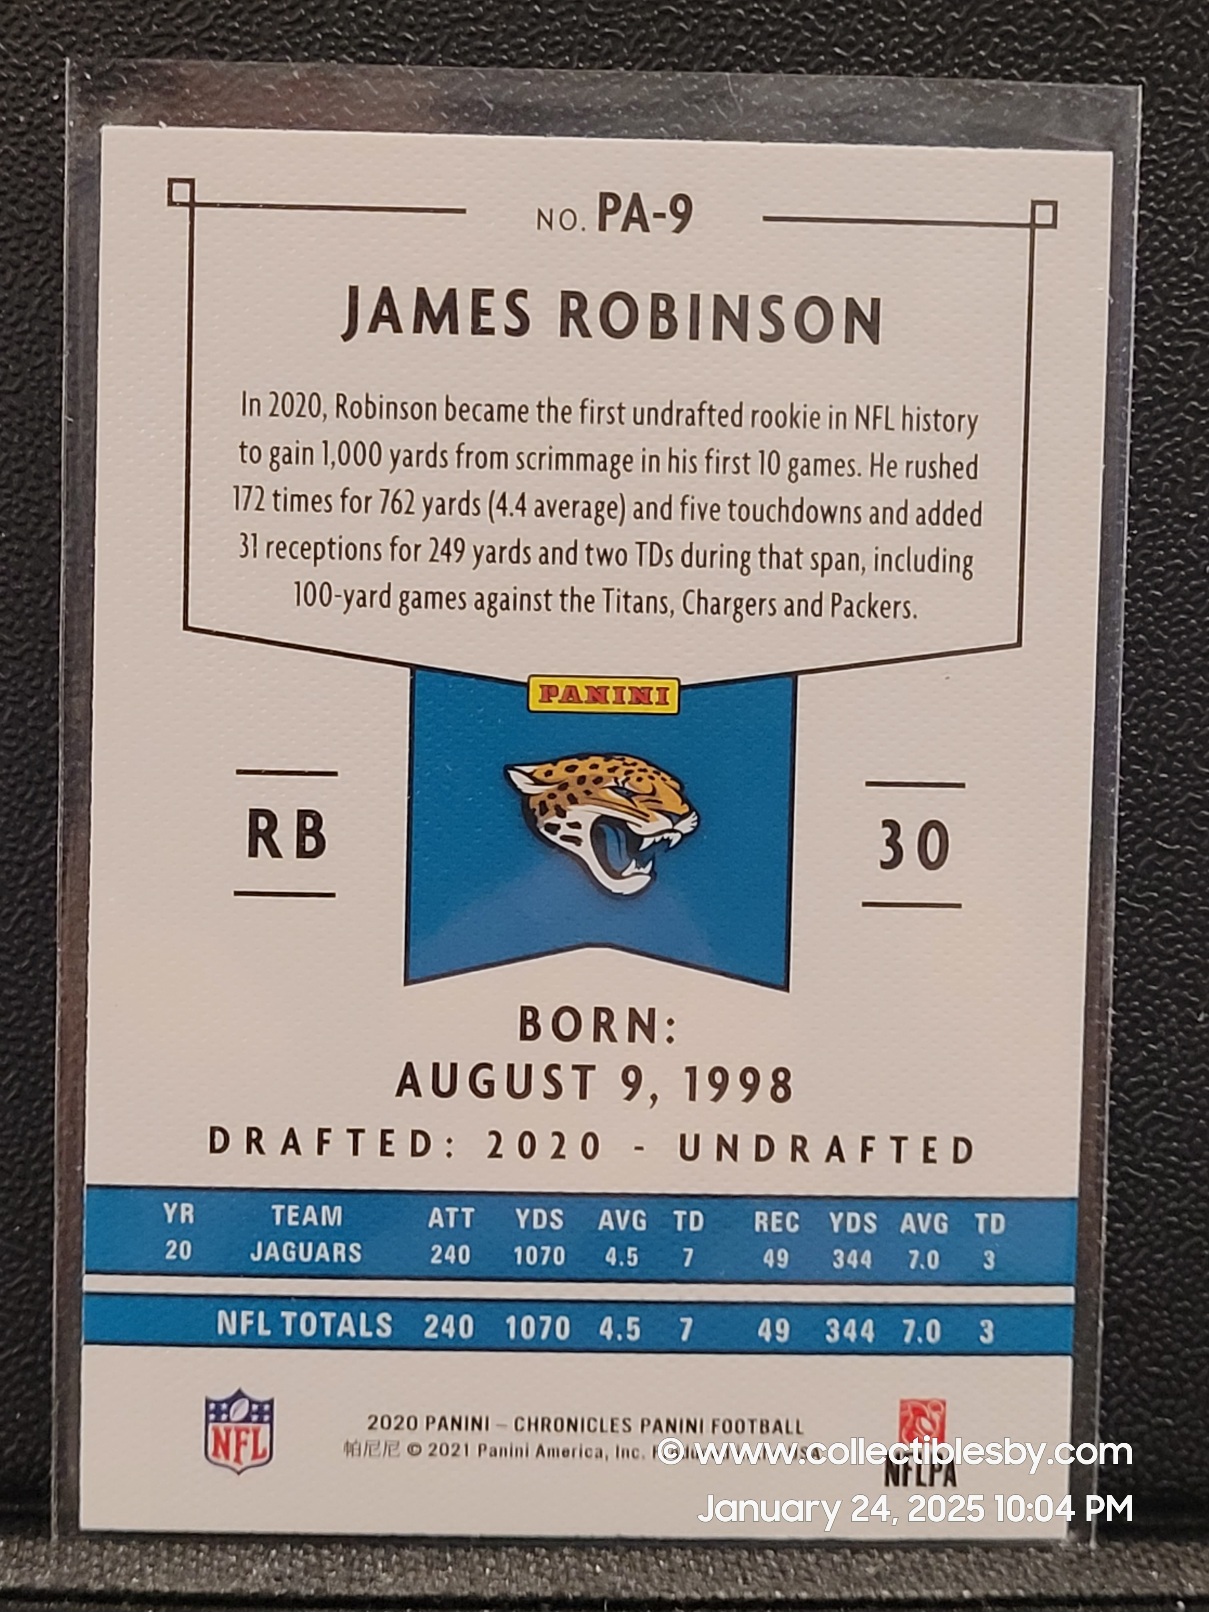 NO. PA-9
JAMES ROBINSON
In 2020, Robinson became the first undrafted rookie in NFL history
to gain 1,000 yards from scrimmage in his first 10 games. He rushed
172 times for 762 yards (4.4 average) and five touchdowns and added
31 receptions for 249 yards and two TDs during that span, including
100-yard games against the Titans, Chargers and Packers.
PANINI
RB
30
BORN:
AUGUST 9, 1998
DRAFTED: 2020 - UNDRAFTED
YR TEAM ATT YDS AVG TD REC YDS AVG TD
20 JAGUARS 240 1070 4.5 7 49 344 7.0 3
NFL TOTALS 240 1070 4.5 7 49 344 7.0 3
NFL
2020 PANINI – CHRONICLES PANINI FOOTBALL
帕尼尼 © 2021 Panini America, Inc. USA
NFLPA
© www.collectiblesby.com
January 24, 2025 10:04 PM